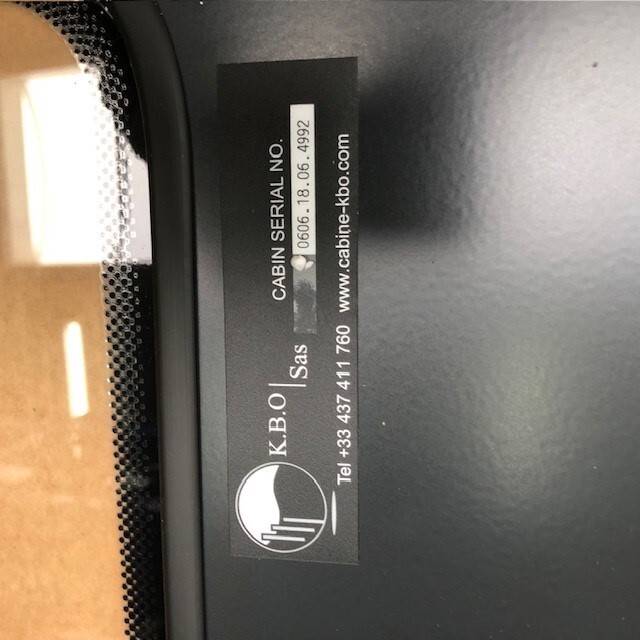 K.B.O
Sas
CABIN SERIAL NO.
0606.18.06.4992
Tel +33 437 411 760 www.cabine-kbo.com